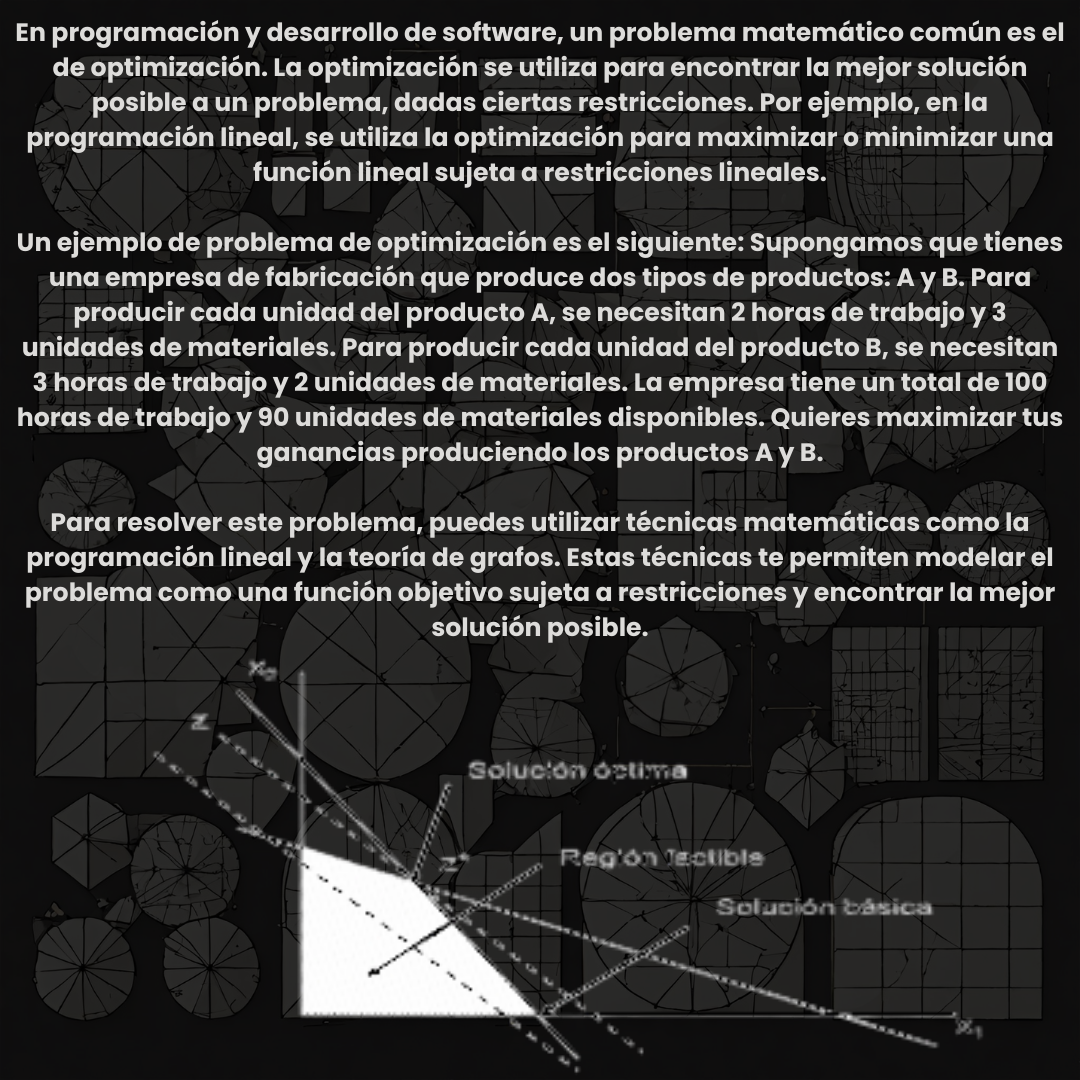 En programación y desarrollo de software, un problema matemático común es el
de optimización. La optimización se utiliza para encontrar la mejor solución
posible a un problema, dadas ciertas restricciones. Por ejemplo, en la
programación lineal, se utiliza la optimización para maximizar o minimizar una
función lineal sujeta a restricciones lineales.
Un ejemplo de problema de optimización es el siguiente: Supongamos que tienes
una empresa de fabricación que produce dos tipos de productos: A y B. Para
producir cada unidad del producto A, se necesitan 2 horas de trabajo y 3
unidades de materiales. Para producir cada unidad del producto B, se necesitan
3 horas de trabajo y 2 unidades de materiales. La empresa tiene un total de 100
horas de trabajo y 90 unidades de materiales disponibles. Quieres maximizar tus
ganancias produciendo los productos A y B.
Para resolver este problema, puedes utilizar técnicas matemáticas como la
programación lineal y la teoría de grafos. Estas técnicas te permiten modelar el
problema como una función objetivo sujeta a restricciones y encontrar la mejor
solución posible.
Z
Solución óptima
Z*
Región factible
Solución básica
X₁